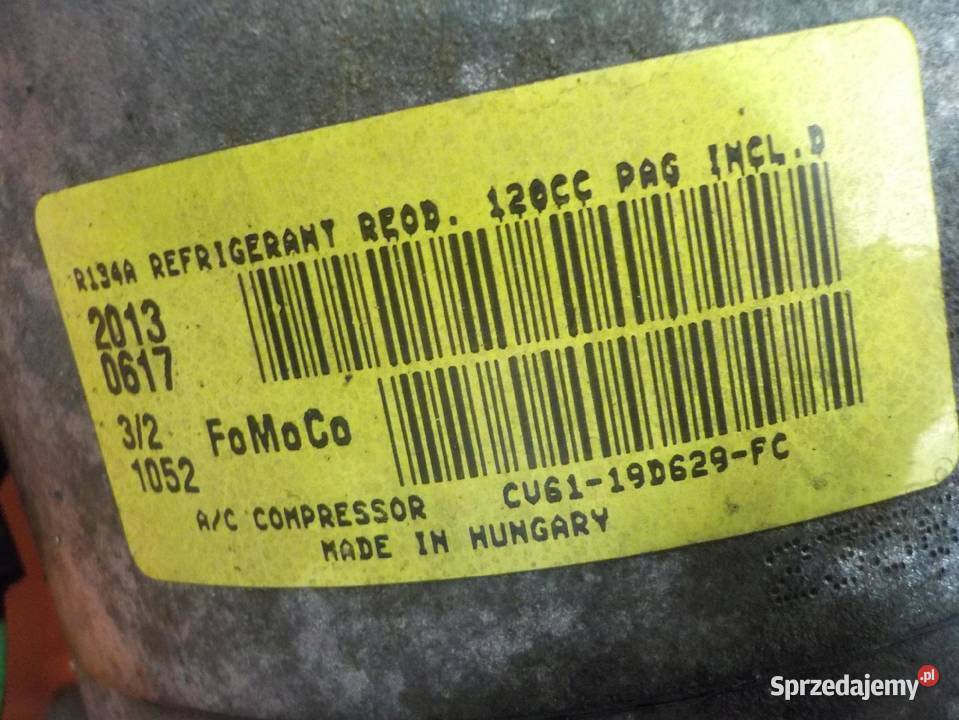 R134A REFRIGERANT REQD. 120CC PAG INCL.D
2013
0617
3/2
1052
FoMoCo
CV61-19D629-FC
A/C COMPRESSOR
MADE IN HUNGARY
Sprzedajemy.pl